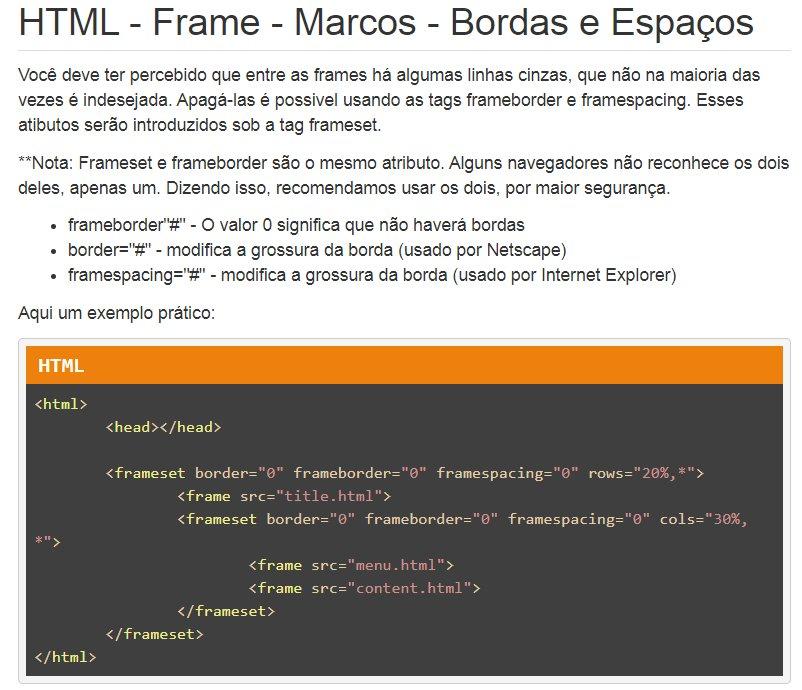 HTML - Frame - Marcos - Bordas e Espaços
Você deve ter percebido que entre as frames há algumas linhas cinzas, que não na maioria das
vezes é indesejada. Apagá-las é possivel usando as tags frameborder e framespacing. Esses
atibutos serão introduzidos sob a tag frameset.
**Nota: Frameset e frameborder são o mesmo atributo. Alguns navegadores não reconhece os dois
deles, apenas um. Dizendo isso, recomendamos usar os dois, por maior segurança.
• frameborder"#" - O valor 0 significa que não haverá bordas
• border="#" - modifica a grossura da borda (usado por Netscape)
• framespacing="#" - modifica a grossura da borda (usado por Internet Explorer)
Aqui um exemplo prático:
HTML
<html>
        <head></head>
        <frameset border="0" frameborder="0" framespacing="0" rows="20%,*">
                <frame src="title.html">
                <frameset border="0" frameborder="0" framespacing="0" cols="30%,
*">
                        <frame src="menu.html">
                        <frame src="content.html">
                </frameset>
        </frameset>
</html>